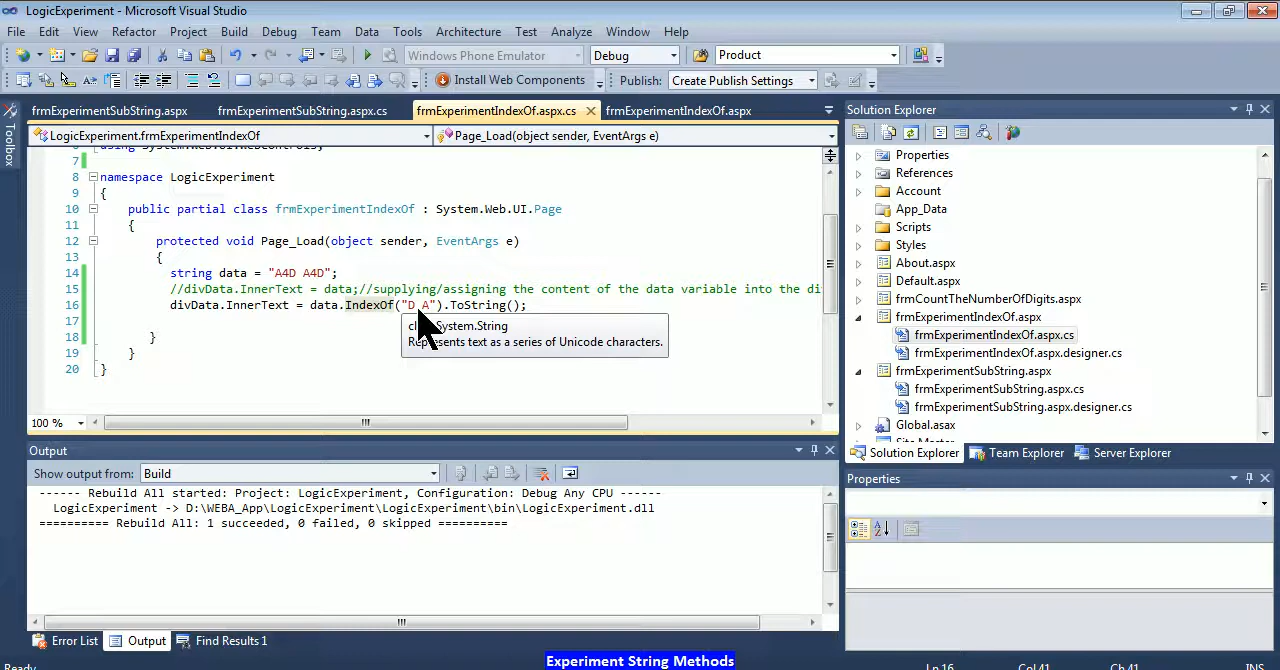 LogicExperiment - Microsoft Visual Studio
File Edit View Refactor Project Build Debug Team Data Tools Architecture Test Analyze Window Help
Windows Phone Emulator Debug Product
Install Web Components Publish: Create Publish Settings
frmExperimentSubString.aspx frmExperimentSubString.aspx.cs frmExperimentIndexOf.aspx.cs frmExperimentIndexOf.aspx
Toolbox
LogicExperiment.frmExperimentIndexOf Page_Load(object sender, EventArgs e)
7
8 namespace LogicExperiment
9 {
10 public partial class frmExperimentIndexOf : System.Web.UI.Page
11 {
12 protected void Page_Load(object sender, EventArgs e)
13 {
14 string data = "A4D A4D";
15 //divData.InnerText = data;//supplying/assigning the content of the data variable into the di
16 divData.InnerText = data.IndexOf("D A").ToString();
17
18 }
19 }
20 }
System.String
Represents text as a series of Unicode characters.
100 %
Output
Show output from: Build
------ Rebuild All started: Project: LogicExperiment, Configuration: Debug Any CPU ------
LogicExperiment -> D:\WEBA_App\LogicExperiment\LogicExperiment\bin\LogicExperiment.dll
========== Rebuild All: 1 succeeded, 0 failed, 0 skipped ==========
Error List Output Find Results 1
Solution Explorer
Properties
References
Account
App_Data
Scripts
Styles
About.aspx
Default.aspx
frmCountTheNumberOfDigits.aspx
frmExperimentIndexOf.aspx
frmExperimentIndexOf.aspx.cs
frmExperimentIndexOf.aspx.designer.cs
frmExperimentSubString.aspx
frmExperimentSubString.aspx.cs
frmExperimentSubString.aspx.designer.cs
Global.asax
Solution Explorer Team Explorer Server Explorer
Properties
Ready Ln 16 Col 41 Ch 41 INS
Experiment String Methods